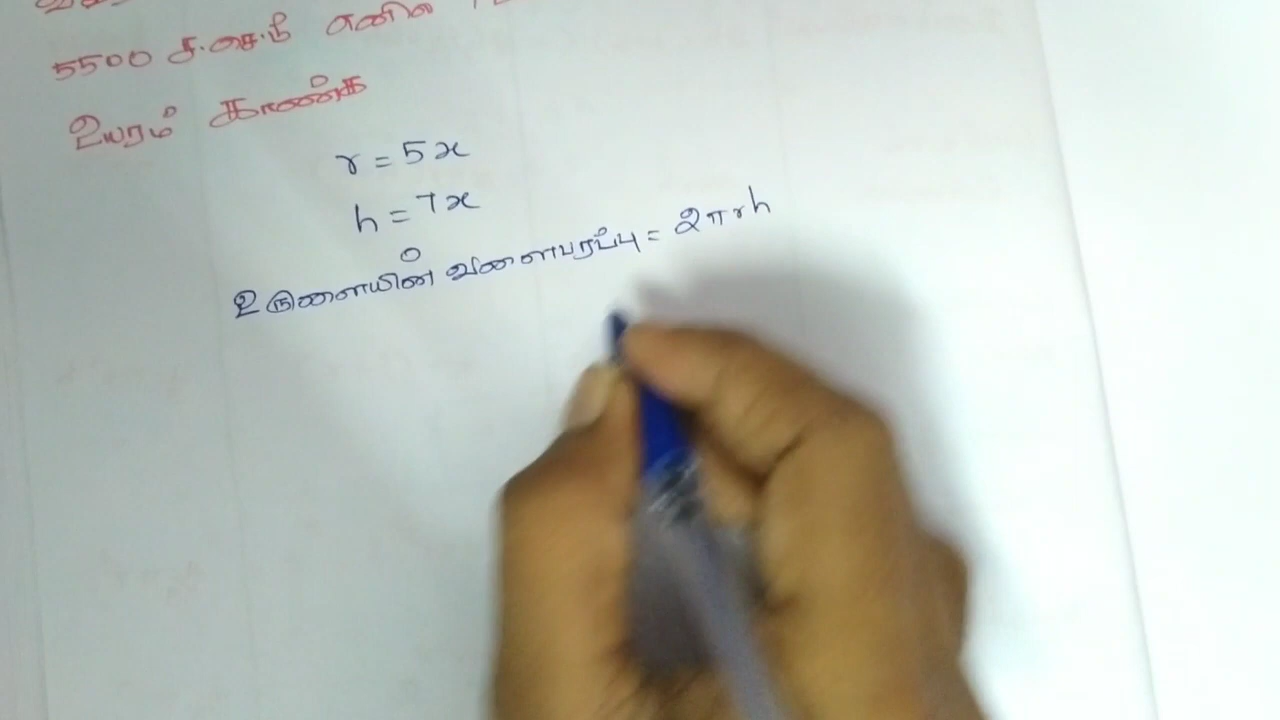 5500 ச.செ.மீ எனில்
உயரம் காண்க
r = 5x
h = 7x
உருளையின் வளைபரப்பு = 2πrh